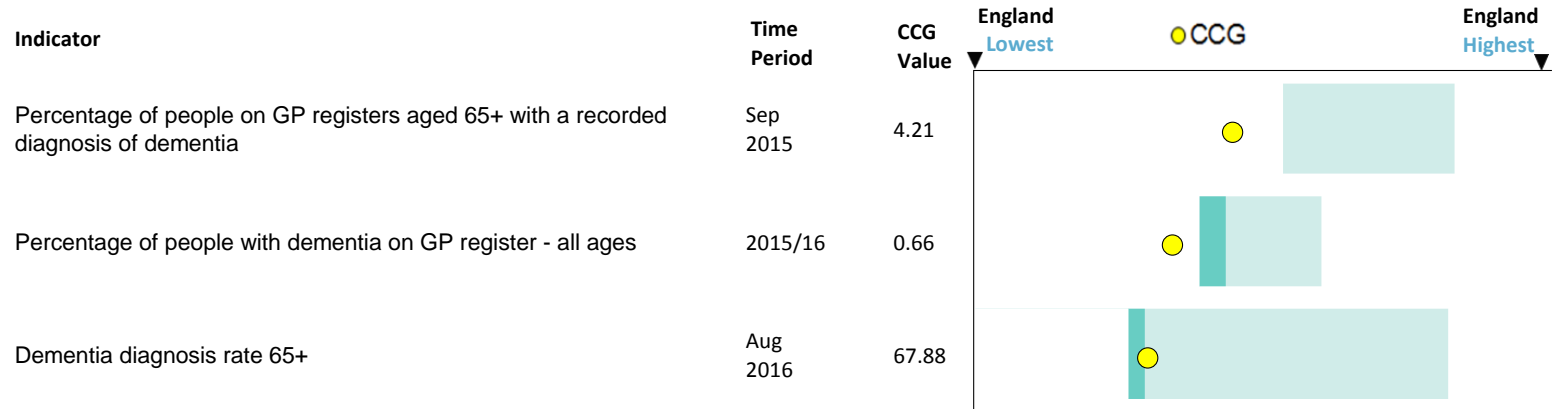 Indicator
Time
Period
CCG
Value
England
Lowest
CCG
England
Highest
Percentage of people on GP registers aged 65+ with a recorded
diagnosis of dementia
Sep
2015
4.21
Percentage of people with dementia on GP register - all ages
2015/16
0.66
Dementia diagnosis rate 65+
Aug
2016
67.88